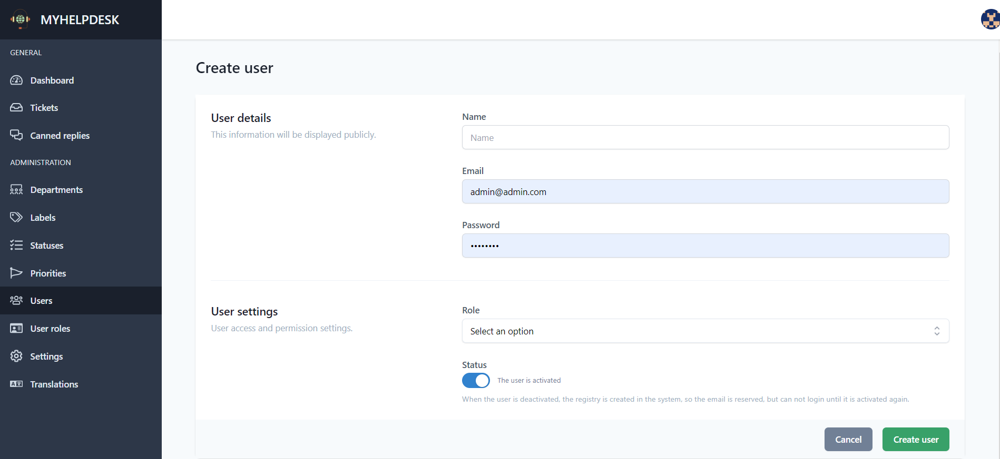 MYHELPDESK
GENERAL
Dashboard
Tickets
Canned replies
ADMINISTRATION
Departments
Labels
Statuses
Priorities
Users
User roles
Settings
Translations
Create user
User details
This information will be displayed publicly.
Name
Name
Email
admin@admin.com
Password
••••••••
User settings
User access and permission settings.
Role
Select an option
Status
The user is activated
When the user is deactivated, the registry is created in the system, so the email is reserved, but can not login until it is activated again.
Cancel
Create user